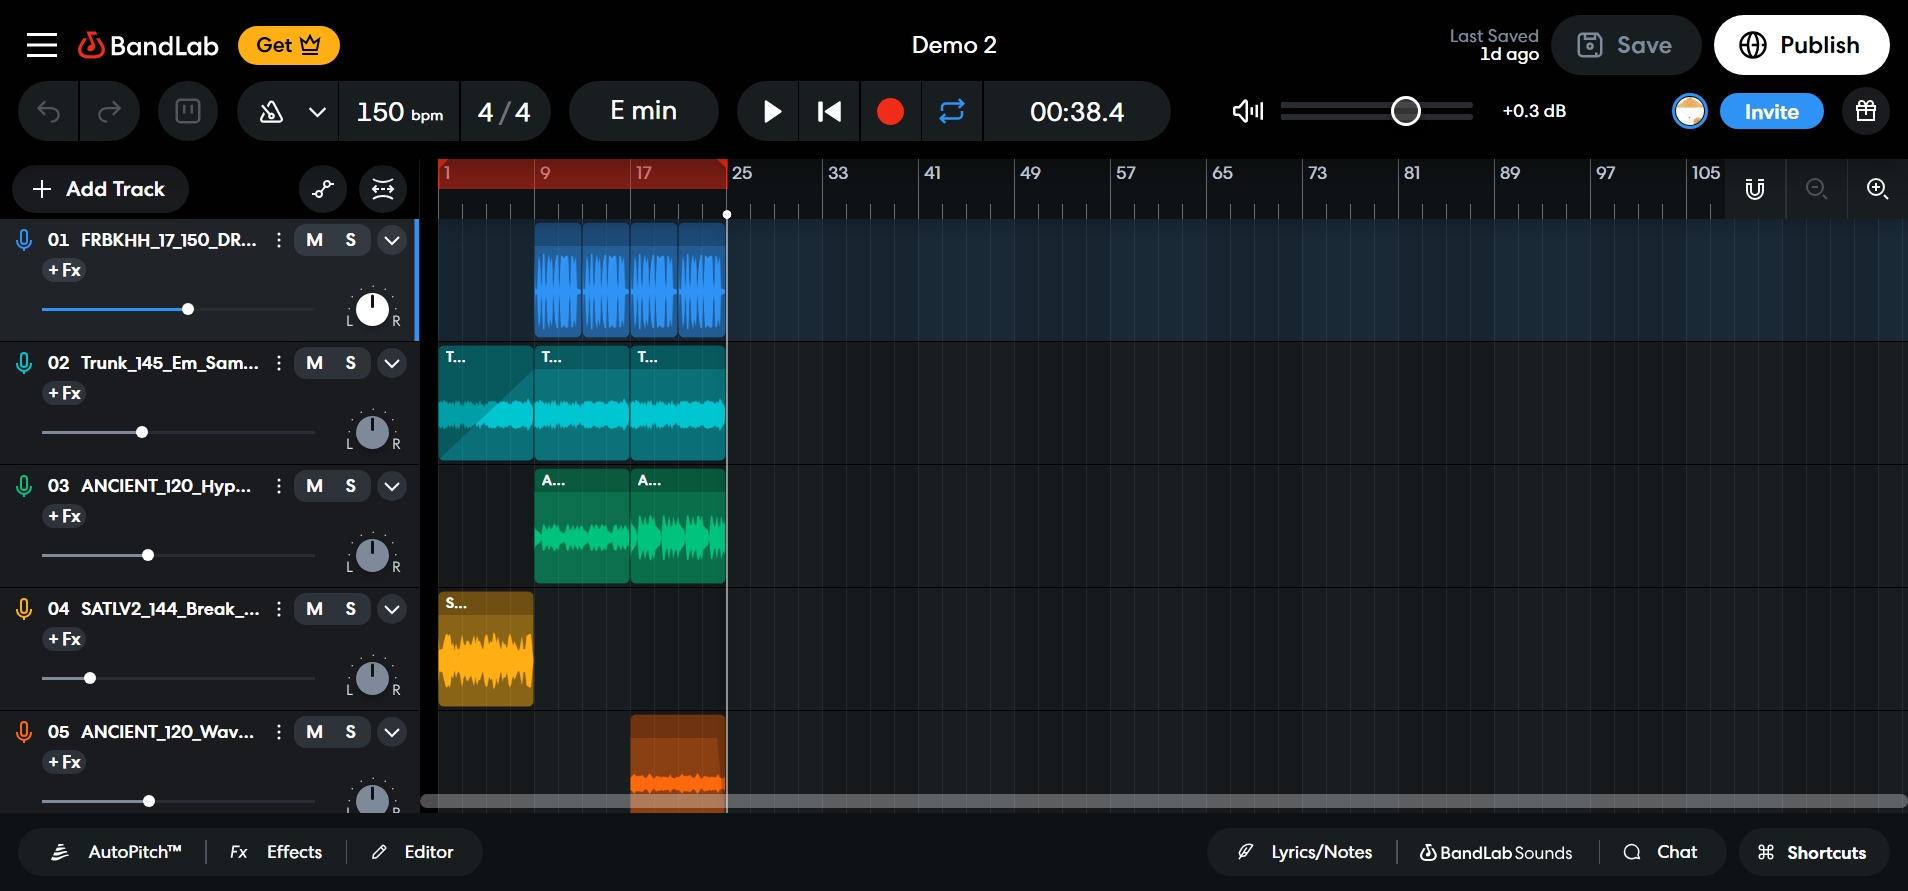 BandLab
Get
Demo 2
Last Saved
1d ago
Save
Publish
150 bpm
4 / 4
E min
00:38.4
+0.3 dB
Invite
+ Add Track
1 9 17 25 33 41 49 57 65 73 81 89 97 105
01 FRBKHH_17_150_DR... M S
+ Fx
L R
02 Trunk_145_Em_Sam... M S
+ Fx
L R
T... T... T...
03 ANCIENT_120_Hyp... M S
+ Fx
L R
A... A...
04 SATLV2_144_Break_... M S
+ Fx
L R
S...
05 ANCIENT_120_Wav... M S
+ Fx
L R
AutoPitch™
Fx Effects
Editor
Lyrics/Notes
BandLab Sounds
Chat
⌘ Shortcuts